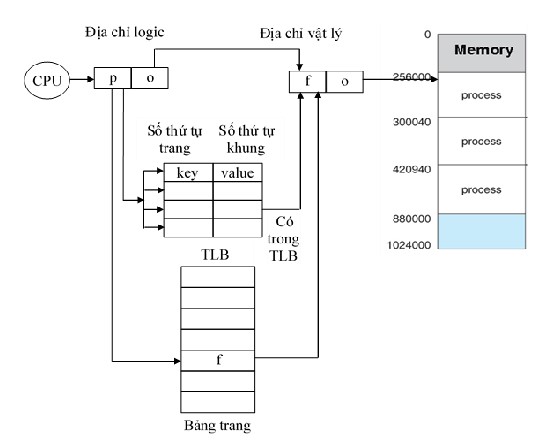 Địa chỉ logic
Địa chỉ vật lý
CPU
p o
f o
Số thứ tự
trang
Số thứ tự
khung
key value
Có
trong
TLB
TLB
f
Bảng trang
0
Memory
256000
process
300040
process
420940
process
880000
1024000